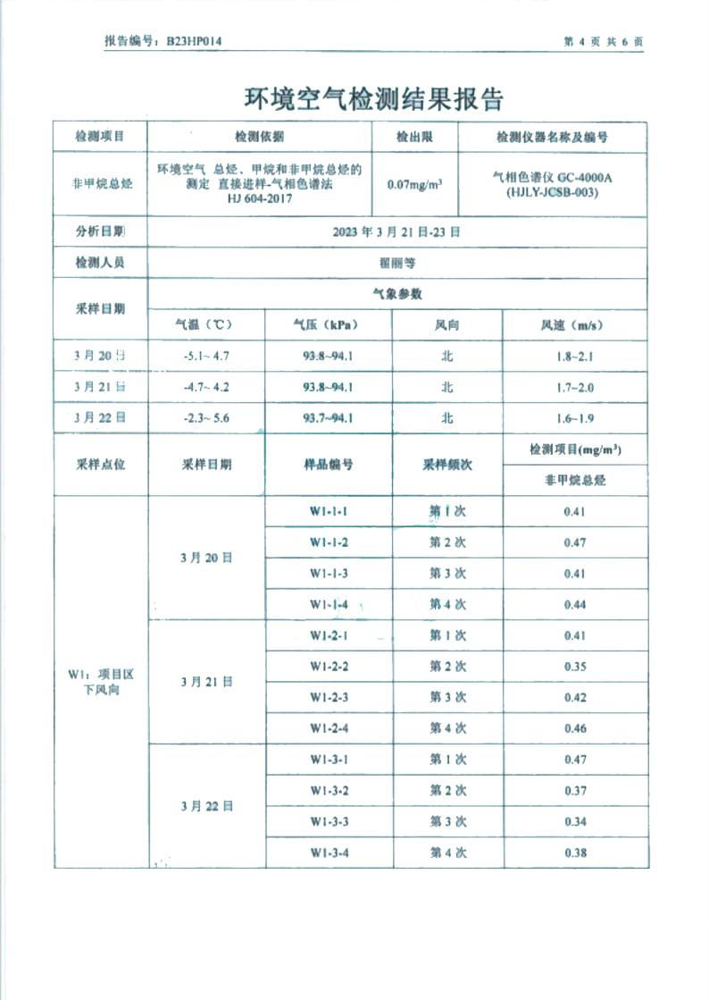 报告编号：B23HP014 第 4 页 共 6 页
环境空气检测结果报告
检测项目 检测依据 检出限 检测仪器名称及编号
非甲烷总烃 环境空气 总烃、甲烷和非甲烷总烃的
测定 直接进样-气相色谱法
HJ 604-2017 0.07mg/m³ 气相色谱仪 GC-4000A
(HJLY-JCSB-003)
分析日期 2023 年 3 月 21 日-23 日
检测人员 翟丽等
采样日期 气象参数
气温（℃） 气压（kPa） 风向 风速（m/s）
3 月 20 日 -5.1~ 4.7 93.8~94.1 北 1.8~2.1
3 月 21 日 -4.7~ 4.2 93.8~94.1 北 1.7~2.0
3 月 22 日 -2.3~ 5.6 93.7~94.1 北 1.6~1.9
采样点位 采样日期 样品编号 采样频次 检测项目(mg/m³)
非甲烷总烃
W1：项目区
下风向
3 月 20 日
W1-1-1 第 1 次 0.41
W1-1-2 第 2 次 0.47
W1-1-3 第 3 次 0.41
W1-1-4 第 4 次 0.44
3 月 21 日
W1-2-1 第 1 次 0.41
W1-2-2 第 2 次 0.35
W1-2-3 第 3 次 0.42
W1-2-4 第 4 次 0.46
3 月 22 日
W1-3-1 第 1 次 0.47
W1-3-2 第 2 次 0.37
W1-3-3 第 3 次 0.34
W1-3-4 第 4 次 0.38